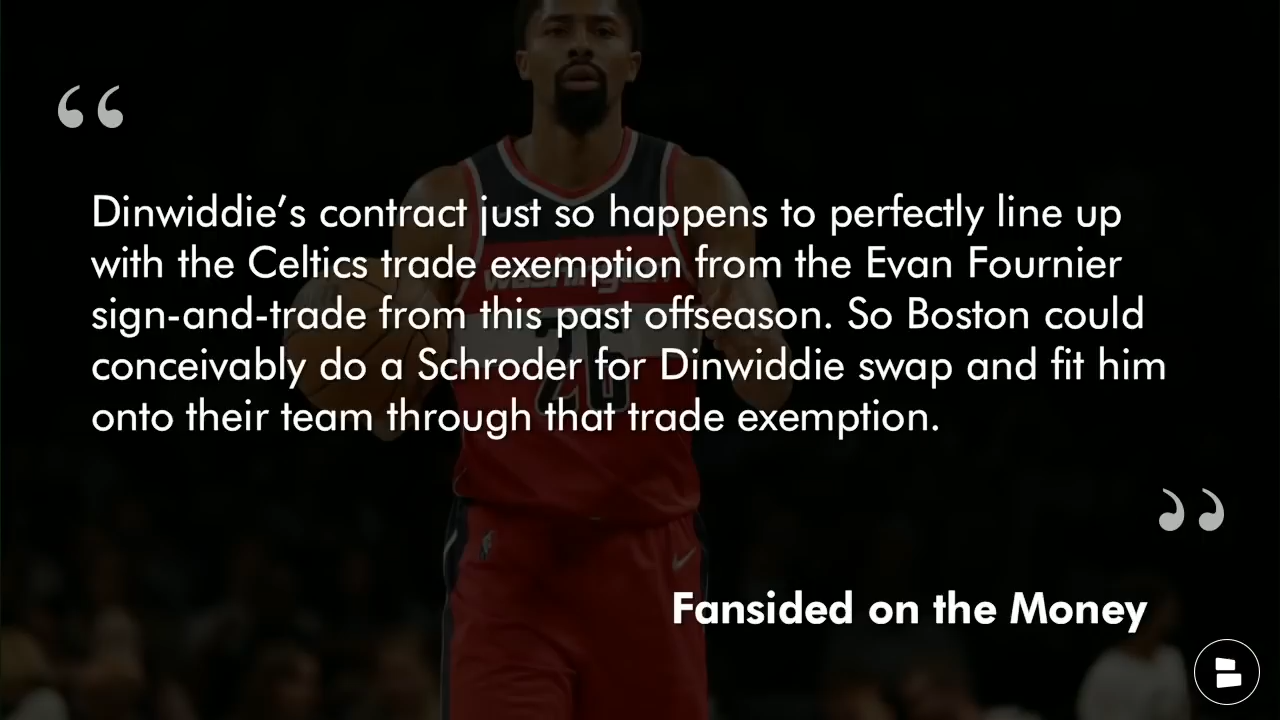 “
Dinwiddie’s contract just so happens to perfectly line up
with the Celtics trade exemption from the Evan Fournier
sign-and-trade from this past offseason. So Boston could
conceivably do a Schroder for Dinwiddie swap and fit him
onto their team through that trade exemption.
”
Fansided on the Money
washington
26